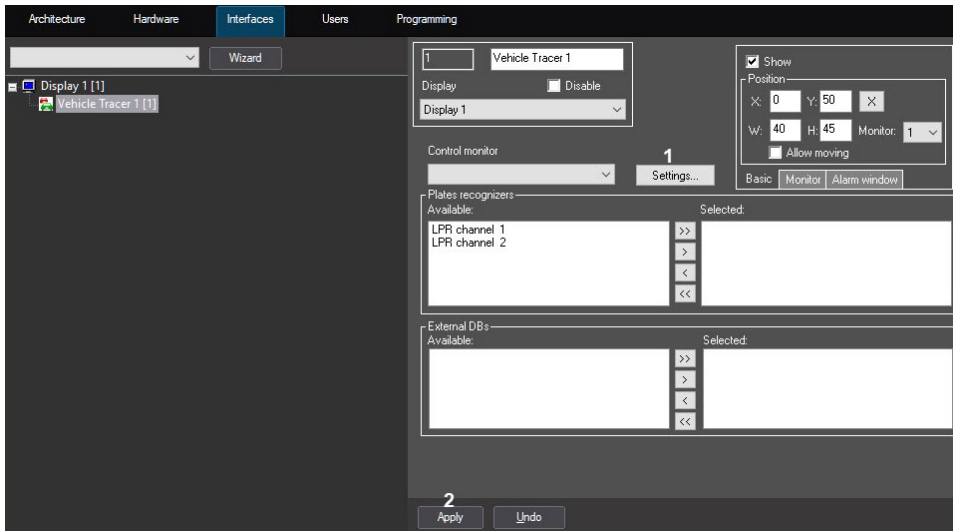 Architecture Hardware Interfaces Users Programming
Wizard
Display 1 [1]
Vehicle Tracer 1 [1]
1 Vehicle Tracer 1
Display Disable
Display 1
Show
Position
X: 0 Y: 50 X
W: 40 H: 45 Monitor: 1
Allow moving
Basic Monitor Alarm window
Control monitor
1
Settings...
Plates recognizers
Available: Selected:
LPR channel 1
LPR channel 2
>>
>
<
<<
External DBs
Available: Selected:
>>
>
<
<<
2
Apply Undo